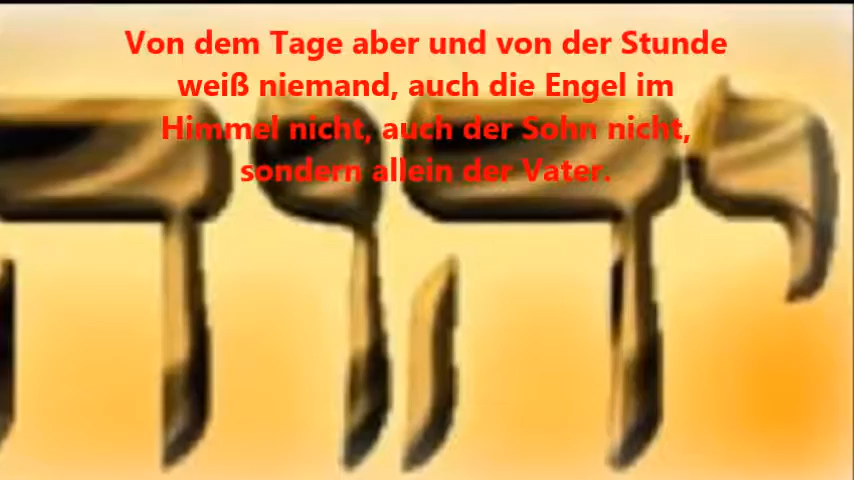 Von dem Tage aber und von der Stunde
weiß niemand, auch die Engel im
Himmel nicht, auch der Sohn nicht,
sondern allein der Vater.
יהוה